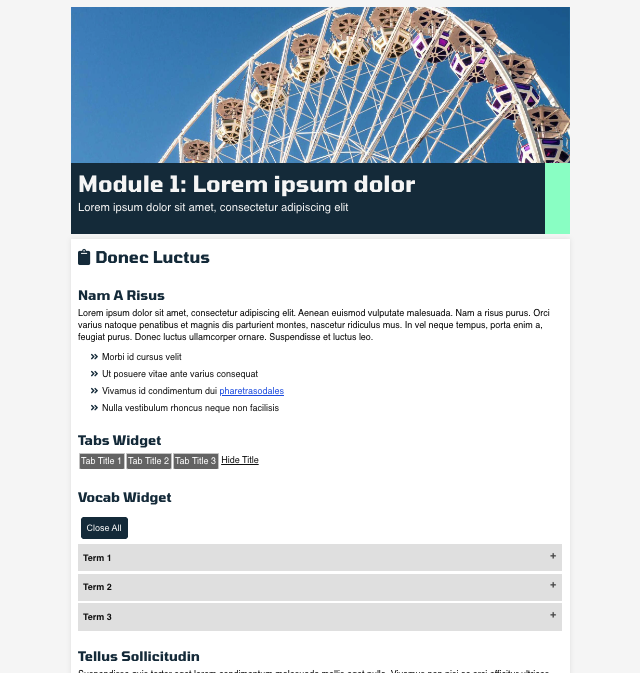 Module 1: Lorem ipsum dolor
Lorem ipsum dolor sit amet, consectetur adipiscing elit
Donec Luctus
Nam A Risus
Lorem ipsum dolor sit amet, consectetur adipiscing elit. Aenean euismod vulputate malesuada. Nam a risus purus. Orci
varius natoque penatibus et magnis dis parturient montes, nascetur ridiculus mus. In vel neque tempus, porta enim a,
feugiat purus. Donec luctus ullamcorper ornare. Suspendisse et luctus leo.
Morbi id cursus velit
Ut posuere vitae ante varius consequat
Vivamus id condimentum dui pharetrasodales
Nulla vestibulum rhoncus neque non facilisis
Tabs Widget
Tab Title 1 Tab Title 2 Tab Title 3 Hide Title
Vocab Widget
Close All
Term 1 +
Term 2 +
Term 3 +
Tellus Sollicitudin